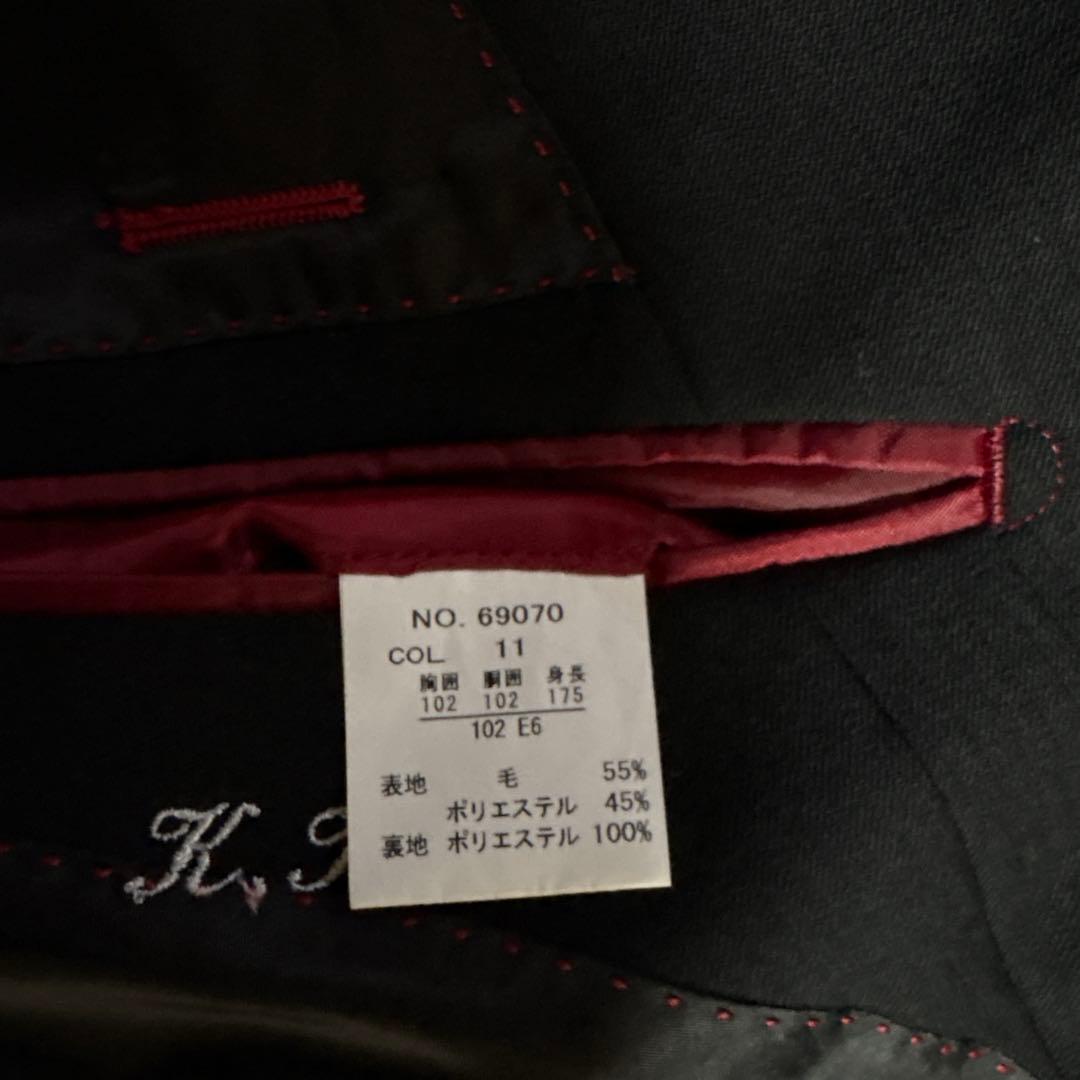 NO. 69070
COL. 11
胸囲 胴囲 身長
102 102 175
102 E6
表地 毛 55%
ポリエステル 45%
裏地 ポリエステル 100%
K.